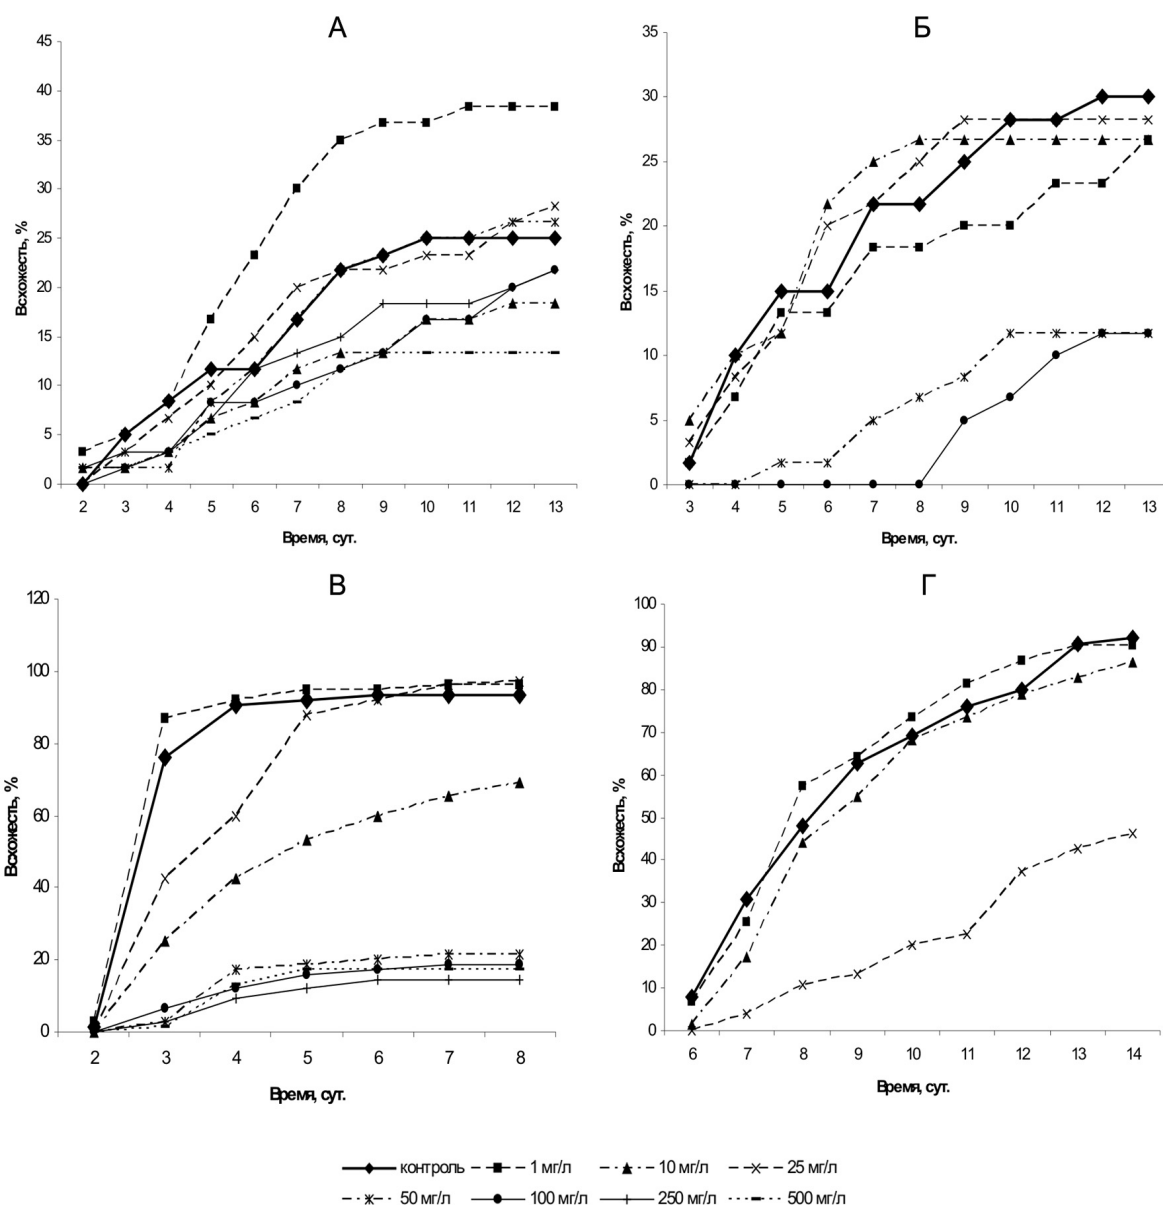 А
45
40
35
30
25
20
15
10
5
0
Всхожесть, %
2 3 4 5 6 7 8 9 10 11 12 13
Время, сут.
Б
35
30
25
20
15
10
5
0
Всхожесть, %
3 4 5 6 7 8 9 10 11 12 13
Время, сут.
В
120
100
80
60
40
20
0
Всхожесть, %
2 3 4 5 6 7 8
Время, сут.
Г
100
90
80
70
60
50
40
30
20
10
0
Всхожесть, %
6 7 8 9 10 11 12 13 14
Время, сут.
контроль 1 мг/л 10 мг/л 25 мг/л
50 мг/л 100 мг/л 250 мг/л 500 мг/л